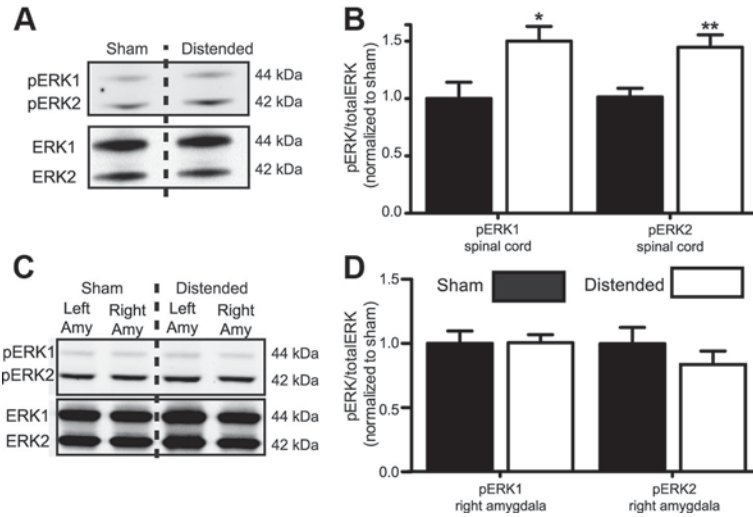 A
Sham Distended
pERK1 44 kDa
pERK2 42 kDa
ERK1 44 kDa
ERK2 42 kDa
B
pERK/totalERK
(normalized to sham)
1.5
1.0
0.5
0.0
* **
pERK1 pERK2
spinal cord spinal cord
C
Sham Distended
Left Right Left Right
Amy Amy Amy Amy
pERK1 44 kDa
pERK2 42 kDa
ERK1 44 kDa
ERK2 42 kDa
D
Sham Distended
pERK/totalERK
(normalized to sham)
1.5
1.0
0.5
0.0
pERK1 pERK2
right amygdala right amygdala